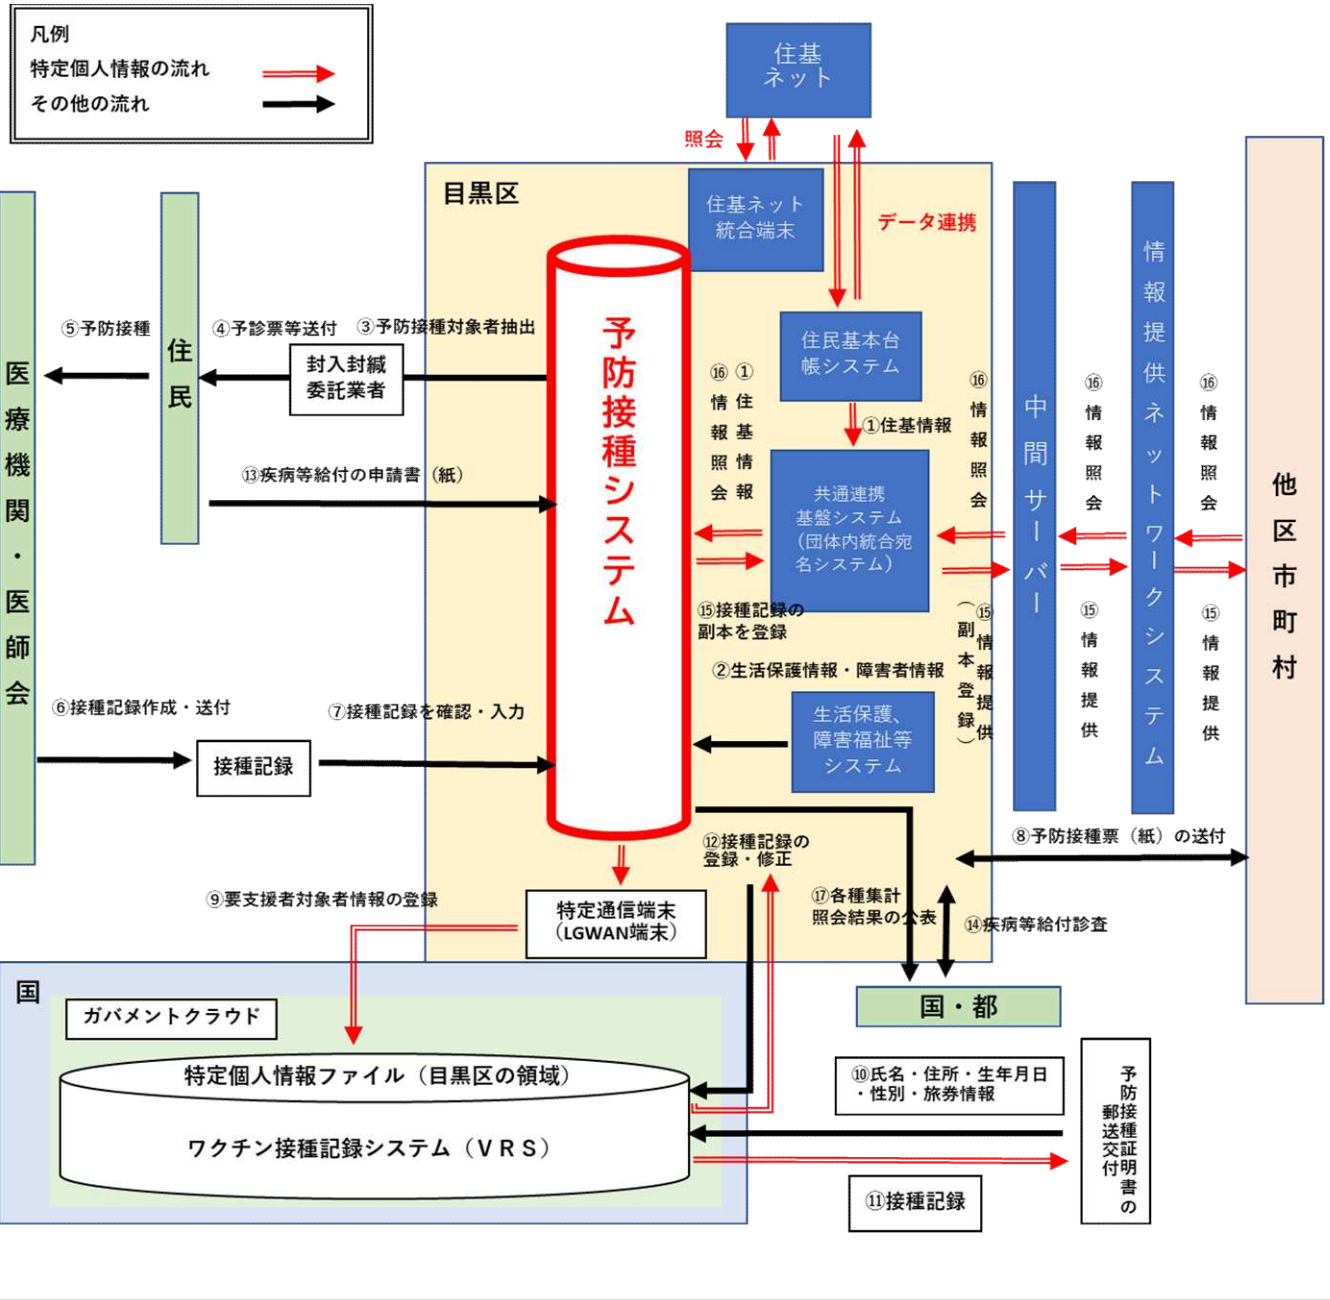 凡例
特定個人情報の流れ
その他の流れ
住基
ネット
照会
目黒区
住基ネット
統合端末
データ連携
予防接種システム
住民基本台
帳システム
①住基情報
共通連携
基盤システム
（団体内統合宛
名システム）
⑯情報照会
①住基情報
⑮接種記録の
副本を登録
②生活保護情報・障害者情報
生活保護、
障害福祉等
システム
⑯情報照会
⑮情報提供
（副本登録）
中間サーバー
⑯情報照会
⑮情報提供
情報提供ネットワークシステム
⑯情報照会
⑮情報提供
他区市町村
医療機関・医師会
⑤予防接種
住民
④予診票等送付
③予防接種対象者抽出
封入封緘
委託業者
⑬疾病等給付の申請書（紙）
⑥接種記録作成・送付
接種記録
⑦接種記録を確認・入力
⑧予防接種票（紙）の送付
⑫接種記録の
登録・修正
⑨要支援者対象者情報の登録
特定通信端末
（LGWAN端末）
⑰各種集計
照会結果の公表
⑭疾病等給付診査
国・都
国
ガバメントクラウド
特定個人情報ファイル（目黒区の領域）
ワクチン接種記録システム（ＶＲＳ）
⑩氏名・住所・生年月日
・性別・旅券情報
⑪接種記録
予防接種証明書の
郵送交付